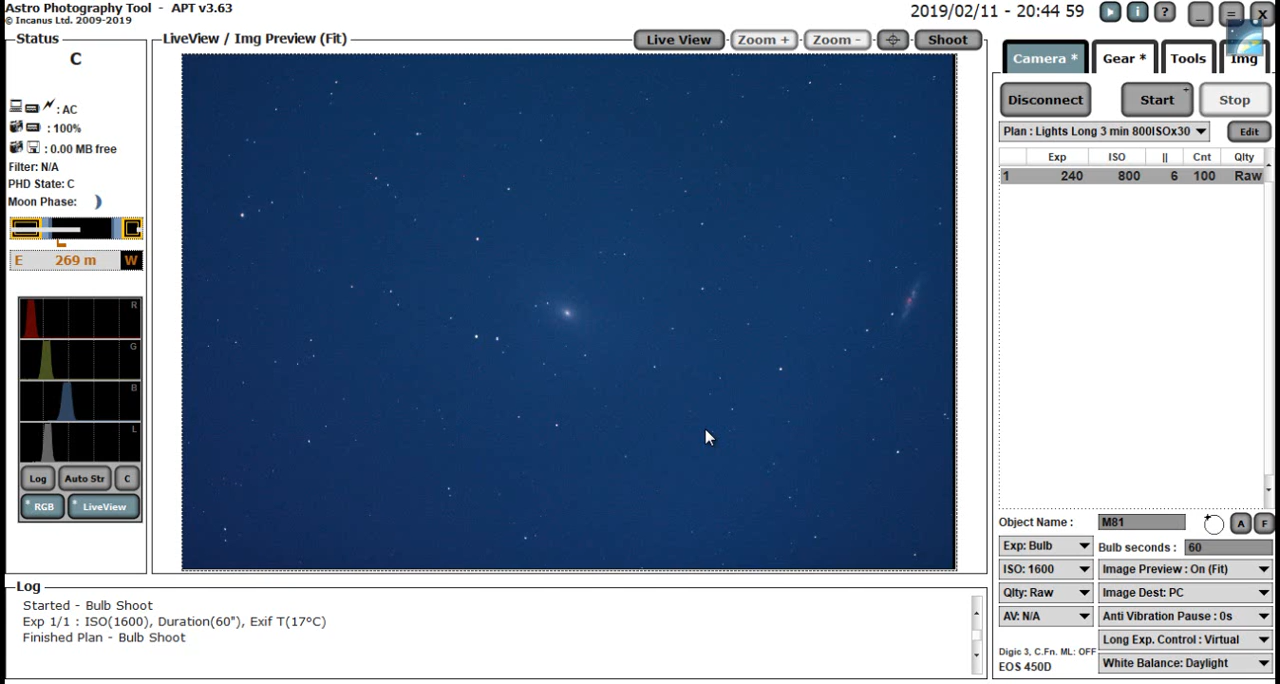 Astro Photography Tool - APT v3.63
© Incanus Ltd. 2009-2019
2019/02/11 - 20:44 59
i
?
_
=
X
Status
C
: AC
: 100%
: 0.00 MB free
Filter: N/A
PHD State: C
Moon Phase:
E 269 m W
R
G
B
L
Log Auto Str C
RGB LiveView
LiveView / Img Preview (Fit)
Live View Zoom + Zoom - Shoot
Camera * Gear * Tools Img
Disconnect Start + Stop
Plan : Lights Long 3 min 800ISOx30 Edit
Exp ISO || Cnt Qlty
1 240 800 6 100 Raw
Object Name : M81 A F
Exp: Bulb Bulb seconds : 60
ISO: 1600 Image Preview : On (Fit)
Qlty: Raw Image Dest: PC
AV: N/A Anti Vibration Pause : 0s
Long Exp. Control : Virtual
Digic 3, C.Fn. ML: OFF
EOS 450D White Balance: Daylight
Log
Started - Bulb Shoot
Exp 1/1 : ISO(1600), Duration(60"), Exif T(17°C)
Finished Plan - Bulb Shoot